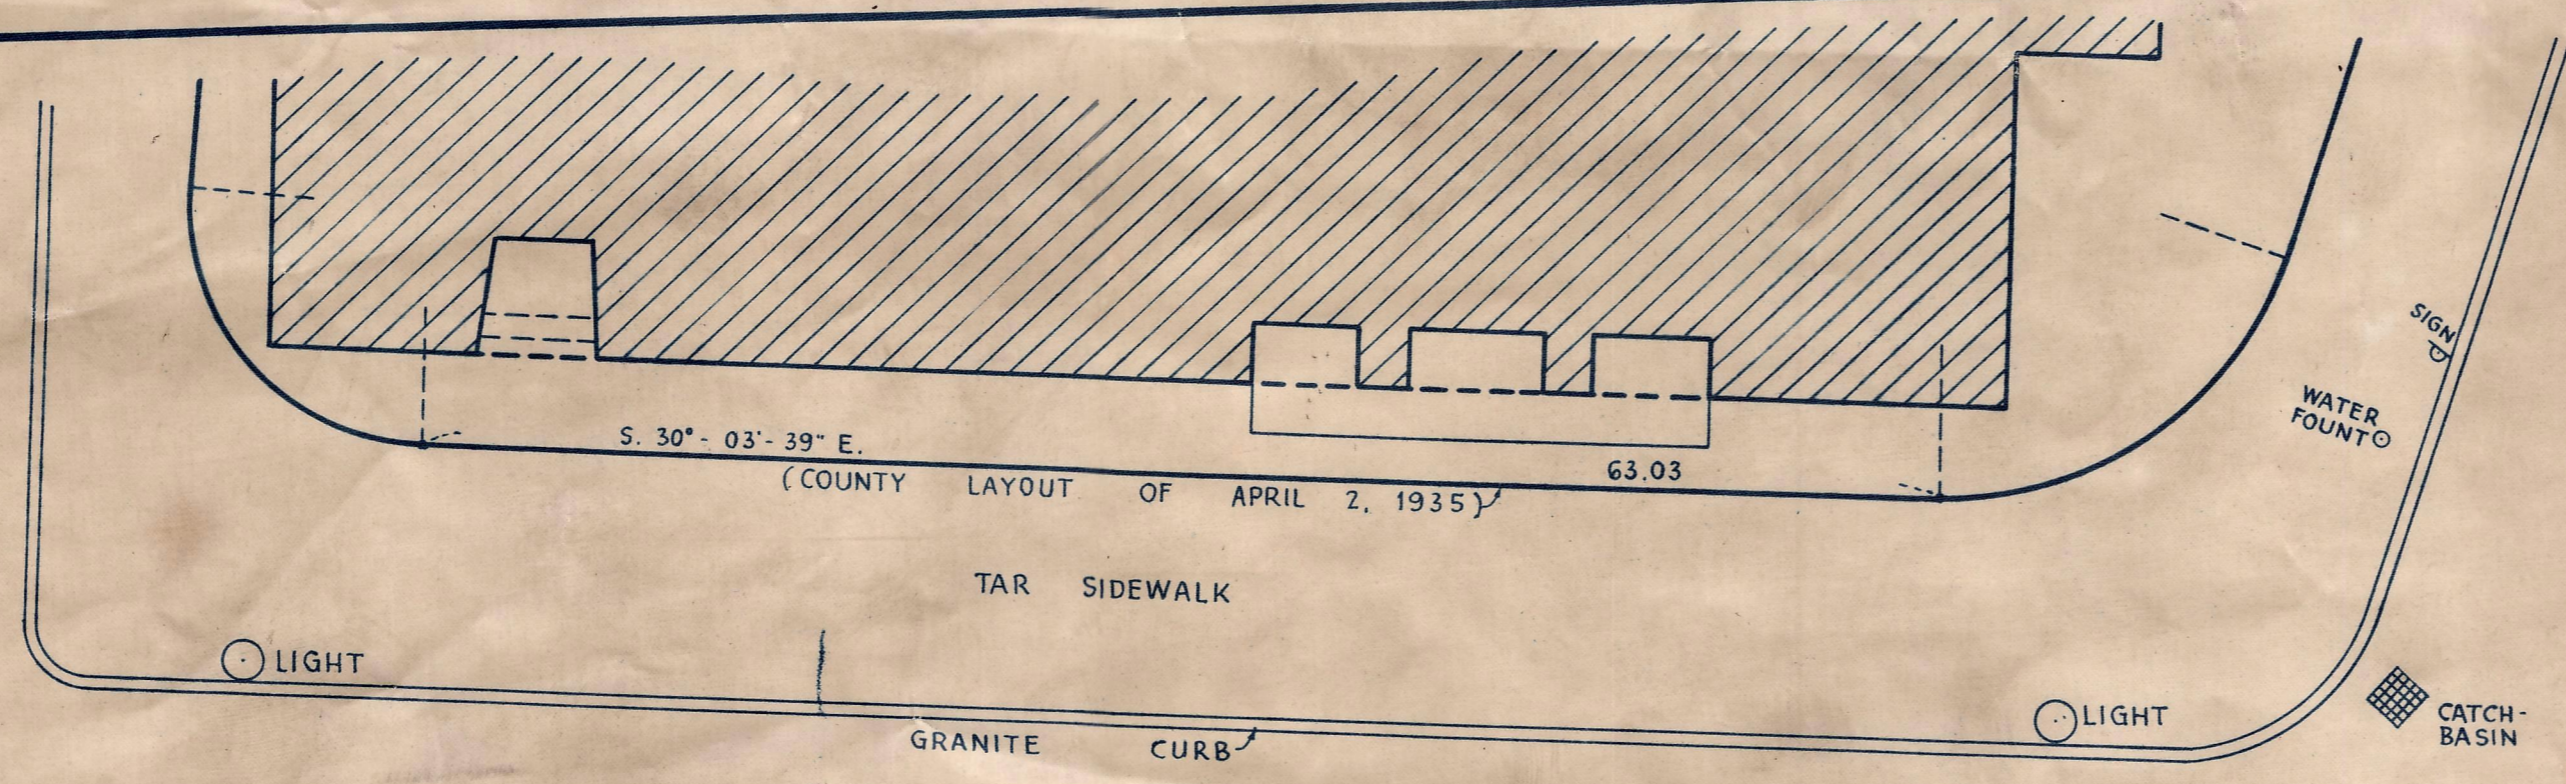 SIGN
WATER
FOUNT
S. 30° - 03' - 39" E.
63.03
(COUNTY LAYOUT OF APRIL 2, 1935)
TAR SIDEWALK
LIGHT
LIGHT
GRANITE CURB
CATCH-
BASIN